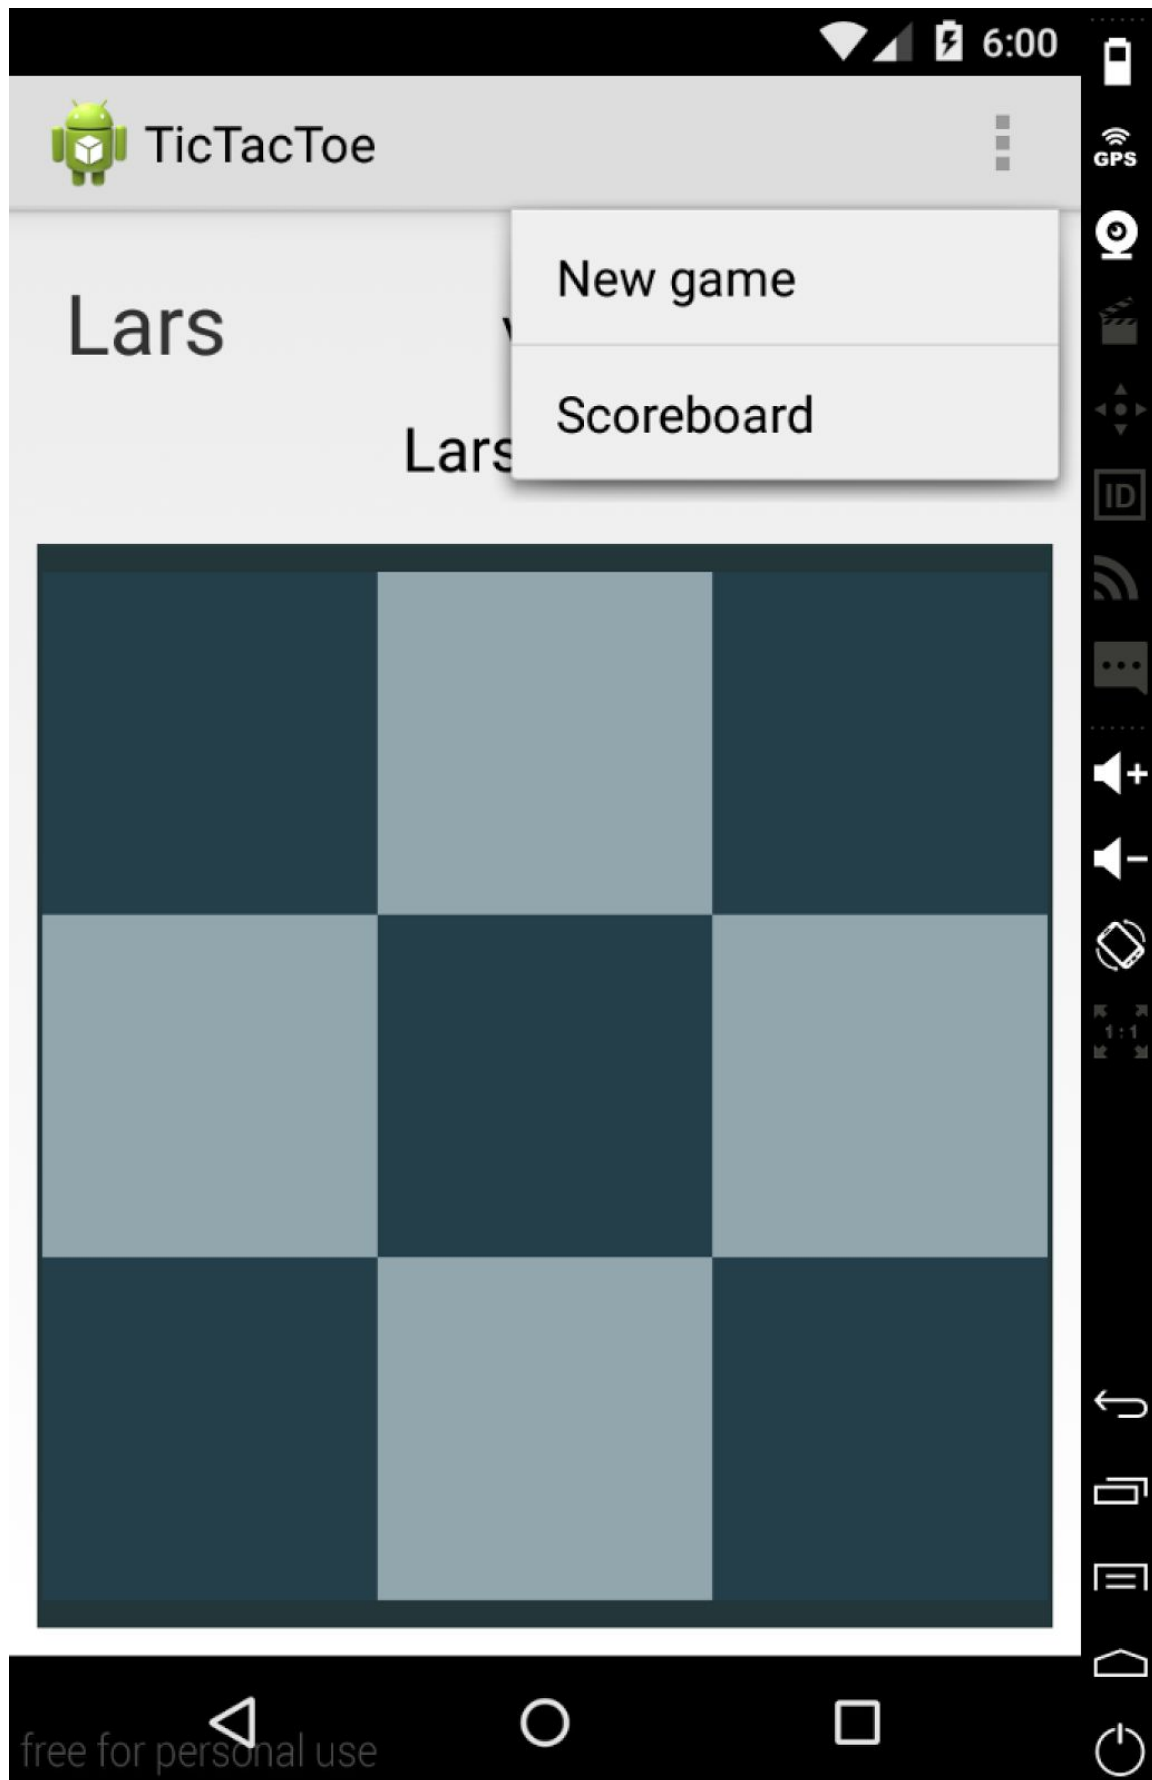 6:00
TicTacToe
GPS
New game
Lars
Scoreboard
Lars
ID
1:1
free for personal use